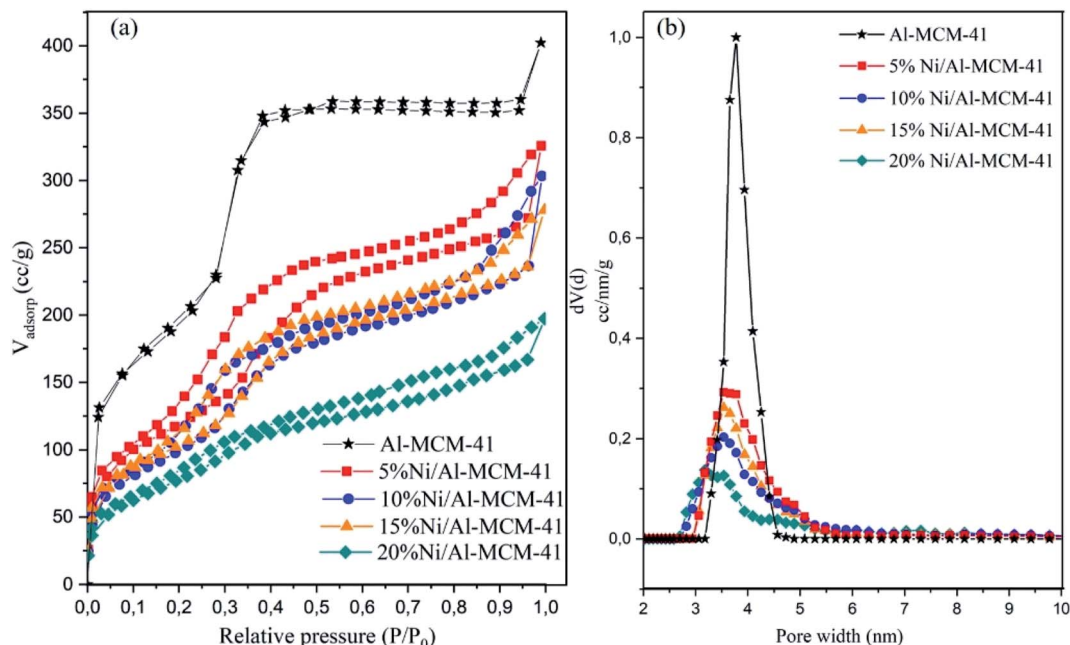 (a)
V_adsorp (cc/g)
400
350
300
250
200
150
100
50
0
0,0 0,1 0,2 0,3 0,4 0,5 0,6 0,7 0,8 0,9 1,0
Relative pressure (P/P_0)
Al-MCM-41
5%Ni/Al-MCM-41
10%Ni/Al-MCM-41
15%Ni/Al-MCM-41
20%Ni/Al-MCM-41
(b)
dV(d)
cc/nm/g
1,0
0,8
0,6
0,4
0,2
0,0
2 3 4 5 6 7 8 9 10
Pore width (nm)
Al-MCM-41
5% Ni/Al-MCM-41
10% Ni/Al-MCM-41
15% Ni/Al-MCM-41
20% Ni/Al-MCM-41